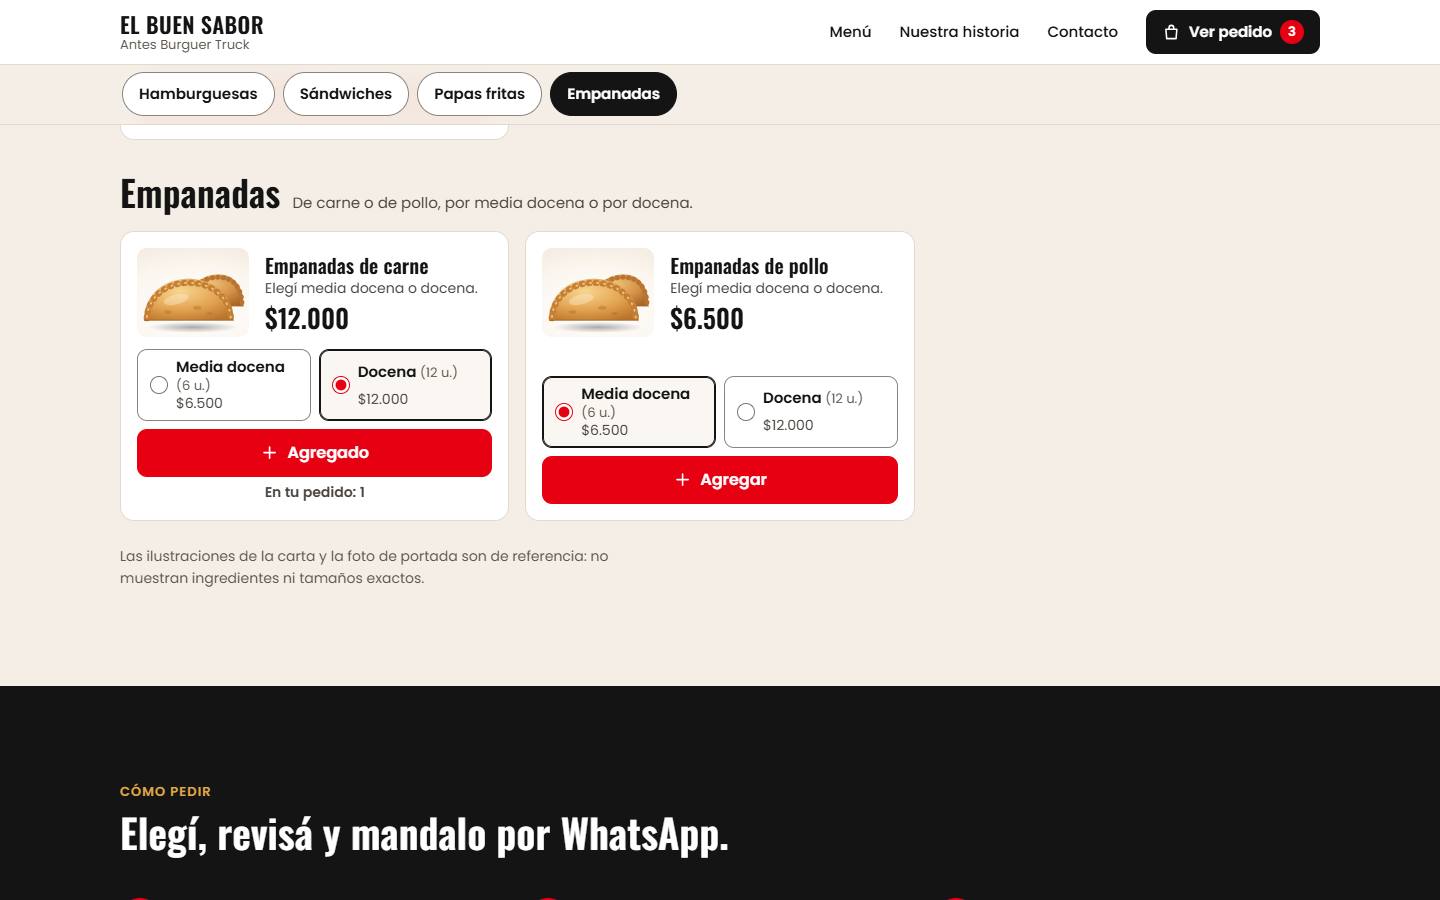 EL BUEN SABOR
Antes Burguer Truck
Menú
Nuestra historia
Contacto
Ver pedido 3
Hamburguesas
Sándwiches
Papas fritas
Empanadas
Empanadas De carne o de pollo, por media docena o por docena.
Empanadas de carne
Elegí media docena o docena.
$12.000
Media docena
(6 u.)
$6.500
Docena (12 u.)
$12.000
+ Agregado
En tu pedido: 1
Empanadas de pollo
Elegí media docena o docena.
$6.500
Media docena
(6 u.)
$6.500
Docena (12 u.)
$12.000
+ Agregar
Las ilustraciones de la carta y la foto de portada son de referencia: no
muestran ingredientes ni tamaños exactos.
CÓMO PEDIR
Elegí, revisá y mandalo por WhatsApp.